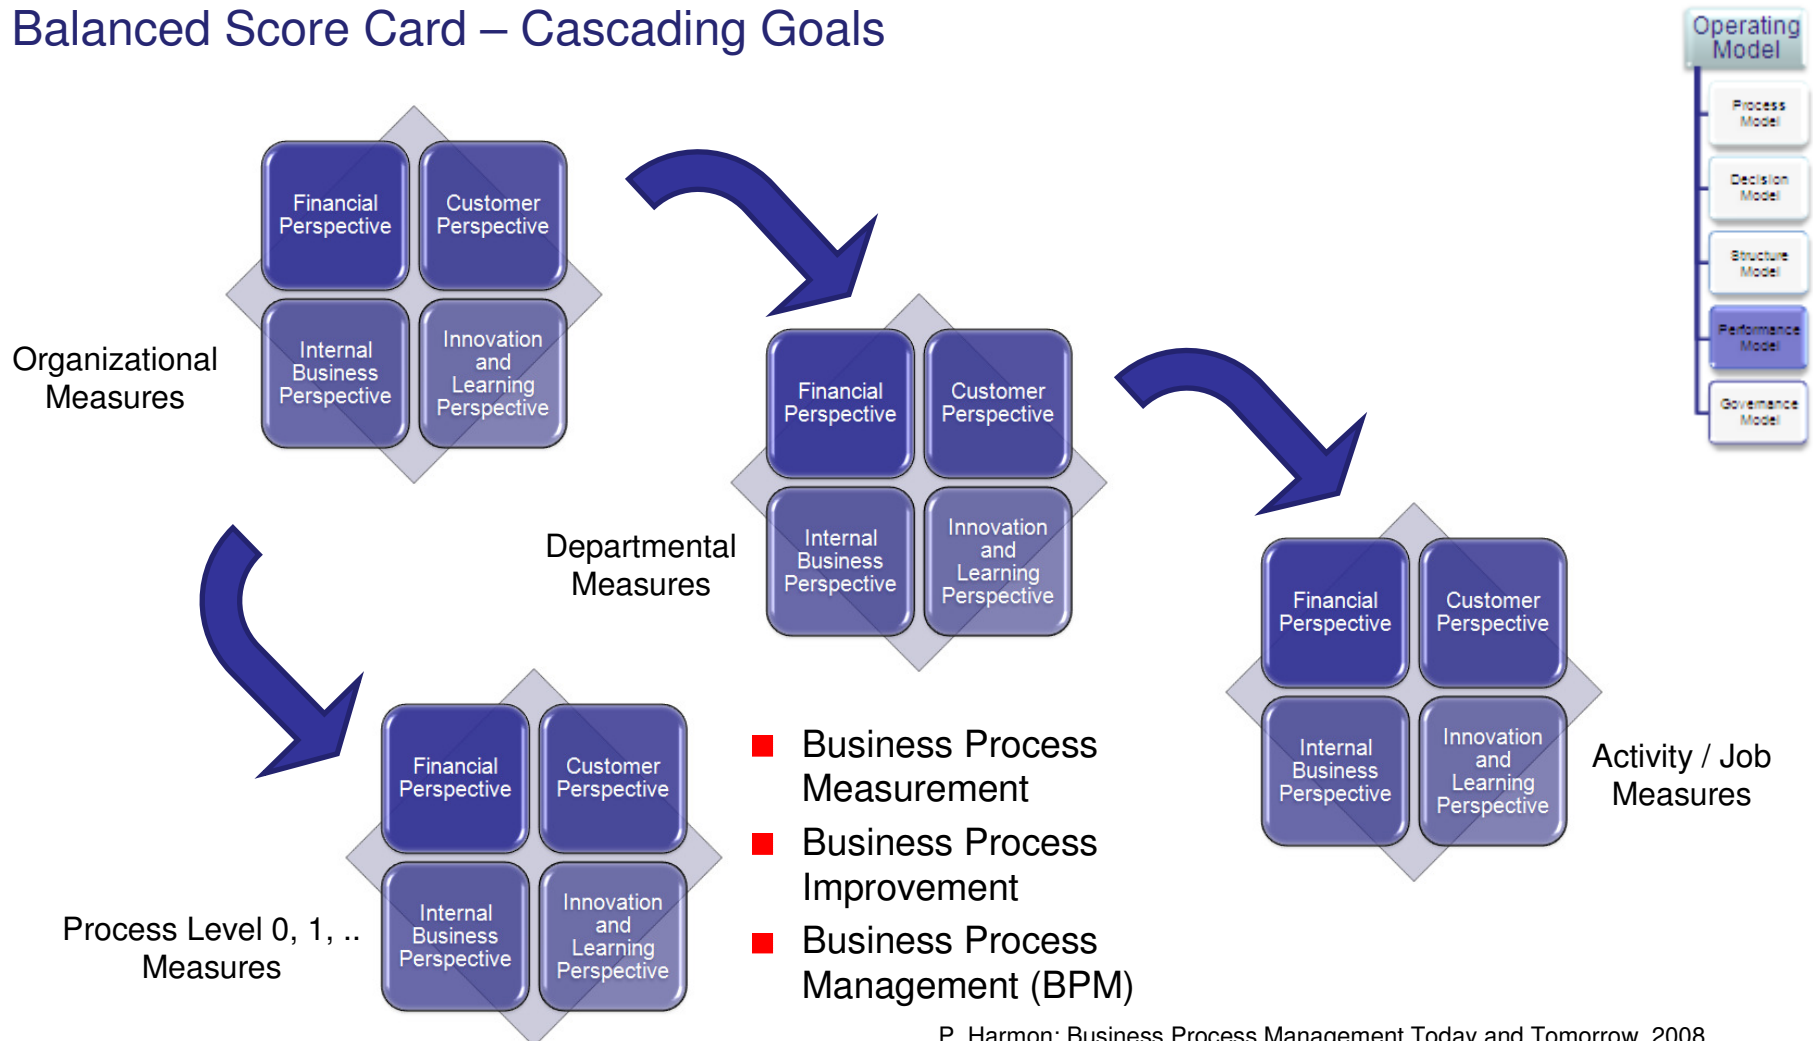 Balanced Score Card – Cascading Goals
Operating
Model
Process
Model
Decision
Model
Structure
Model
Performance
Model
Governance
Model
Financial
Perspective
Customer
Perspective
Internal
Business
Perspective
Innovation
and
Learning
Perspective
Organizational
Measures
Financial
Perspective
Customer
Perspective
Internal
Business
Perspective
Innovation
and
Learning
Perspective
Departmental
Measures
Financial
Perspective
Customer
Perspective
Internal
Business
Perspective
Innovation
and
Learning
Perspective
Activity / Job
Measures
Financial
Perspective
Customer
Perspective
Internal
Business
Perspective
Innovation
and
Learning
Perspective
Process Level 0, 1, ..
Measures
Business Process
Measurement
Business Process
Improvement
Business Process
Management (BPM)
P. Harmon: Business Process Management Today and Tomorrow, 2008